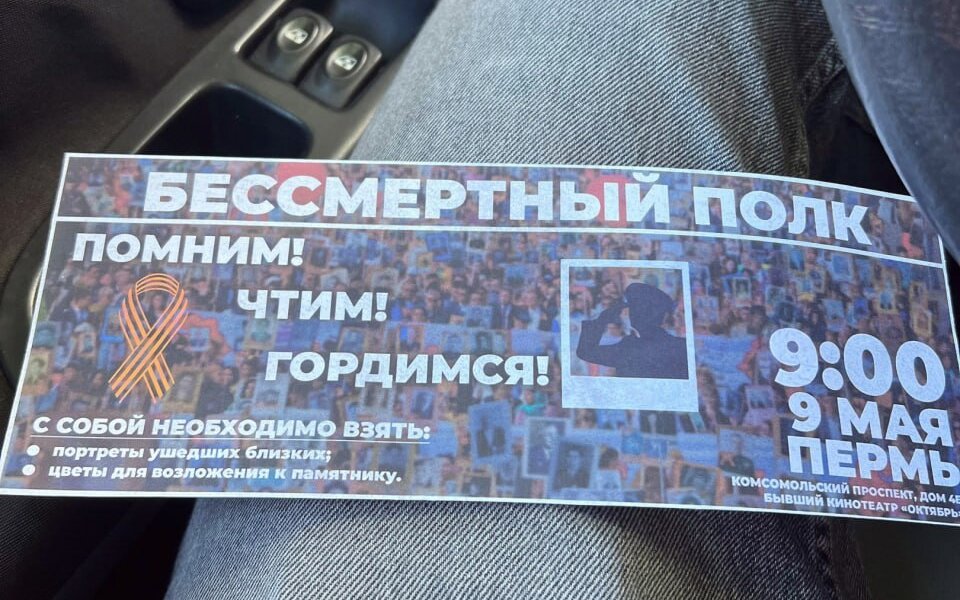 БЕССМЕРТНЫЙ ПОЛК
ПОМНИМ!
ЧТИМ!
ГОРДИМСЯ!
С СОБОЙ НЕОБХОДИМО ВЗЯТЬ:
портреты ушедших близких;
цветы для возложения к памятнику.
9:00
9 МАЯ
ПЕРМЬ
КОМСОМОЛЬСКИЙ ПРОСПЕКТ, ДОМ
БЫВШИЙ КИНОТЕАТР «ОКТЯБРЬ»